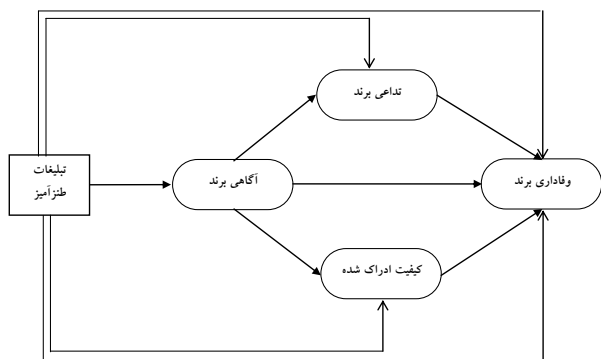 تداعی برند
تبلیغات
طنزآمیز
آگاهی برند
وفاداری برند
کیفیت ادراک شده